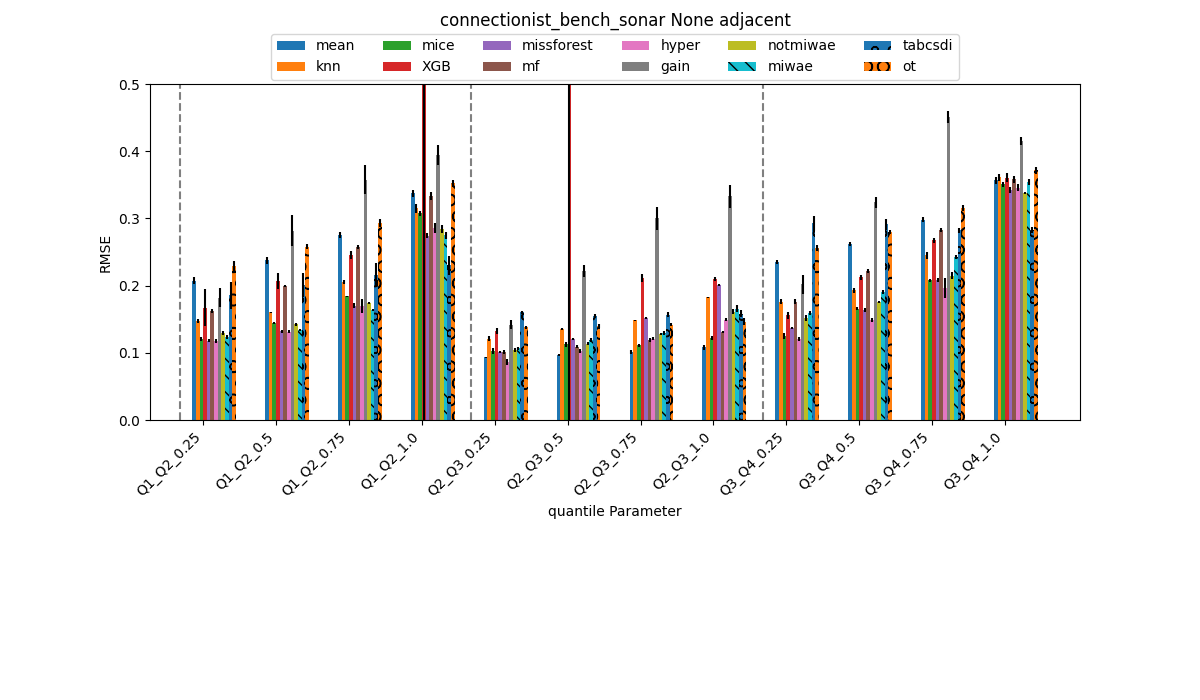 connectionist_bench_sonar None adjacent
mean mice missforest hyper notmiwae tabcsdi
knn XGB mf gain miwae ot
0.5
0.4
0.3
0.2
0.1
0.0
RMSE
Q1_Q2_0.25 Q1_Q2_0.5 Q1_Q2_0.75 Q1_Q2_1.0 Q2_Q3_0.25 Q2_Q3_0.5 Q2_Q3_0.75 Q2_Q3_1.0 Q3_Q4_0.25 Q3_Q4_0.5 Q3_Q4_0.75 Q3_Q4_1.0
quantile Parameter